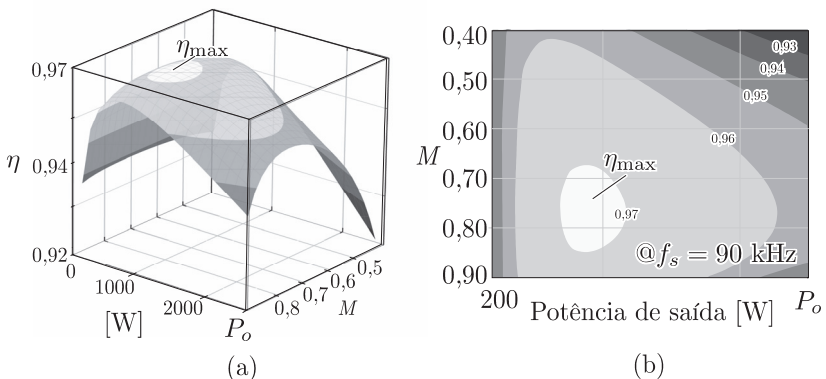 η_max
0,97
η
0,94
0,92
0
1000
2000
[W]
P_o
0,8
0,7
0,6
0,5
M
(a)
0,40
0,50
0,60
M
0,70
0,80
0,90
0,93
0,94
0,95
0,96
η_max
0,97
@f_s = 90 kHz
200
Potência de saída [W]
P_o
(b)